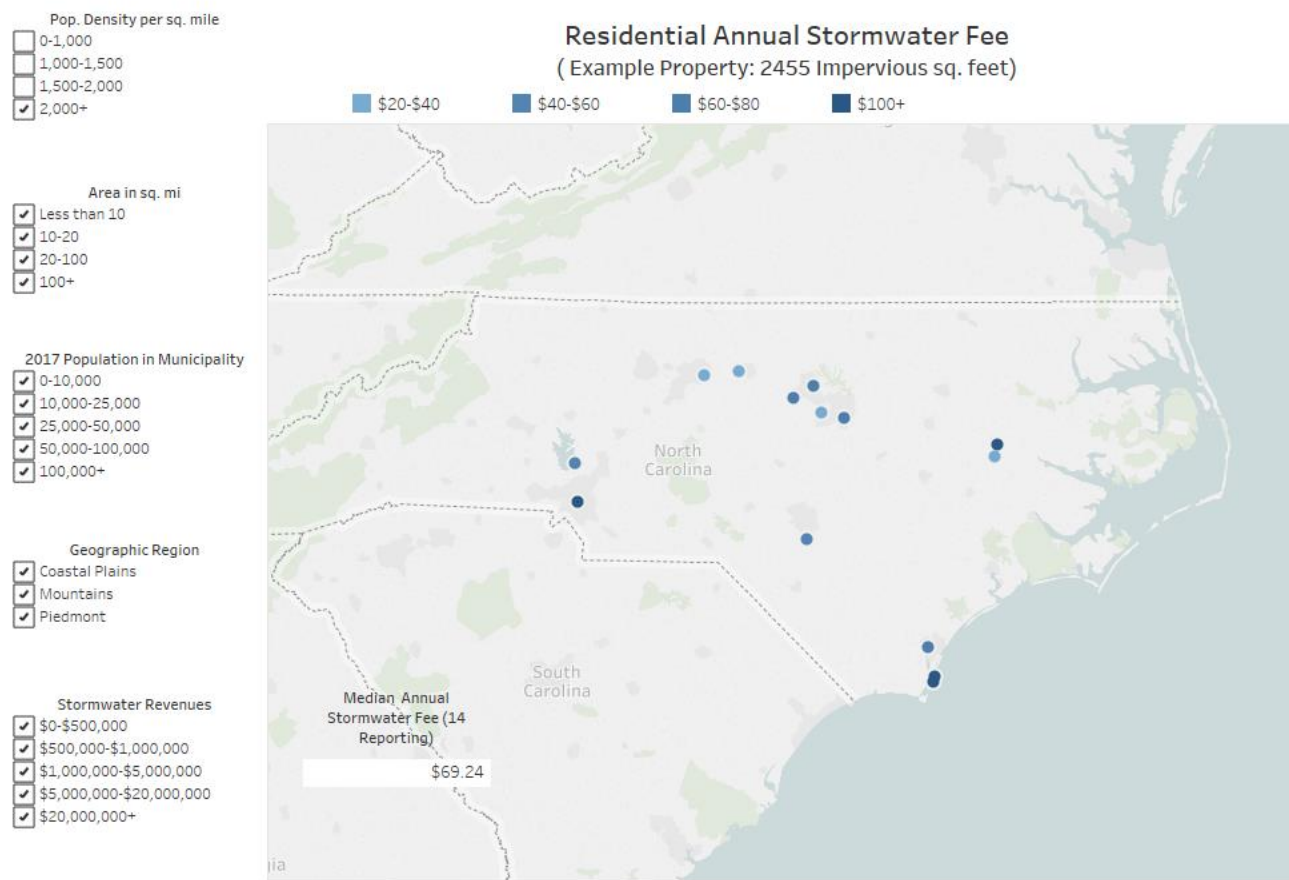 Pop. Density per sq. mile
0-1,000
1,000-1,500
1,500-2,000
2,000+
Area in sq. mi
Less than 10
10-20
20-100
100+
2017 Population in Municipality
0-10,000
10,000-25,000
25,000-50,000
50,000-100,000
100,000+
Geographic Region
Coastal Plains
Mountains
Piedmont
Stormwater Revenues
$0-$500,000
$500,000-$1,000,000
$1,000,000-$5,000,000
$5,000,000-$20,000,000
$20,000,000+
Residential Annual Stormwater Fee
( Example Property: 2455 Impervious sq. feet)
$20-$40
$40-$60
$60-$80
$100+
North
Carolina
South
Carolina
Median Annual
Stormwater Fee (14
Reporting)
$69.24
gia